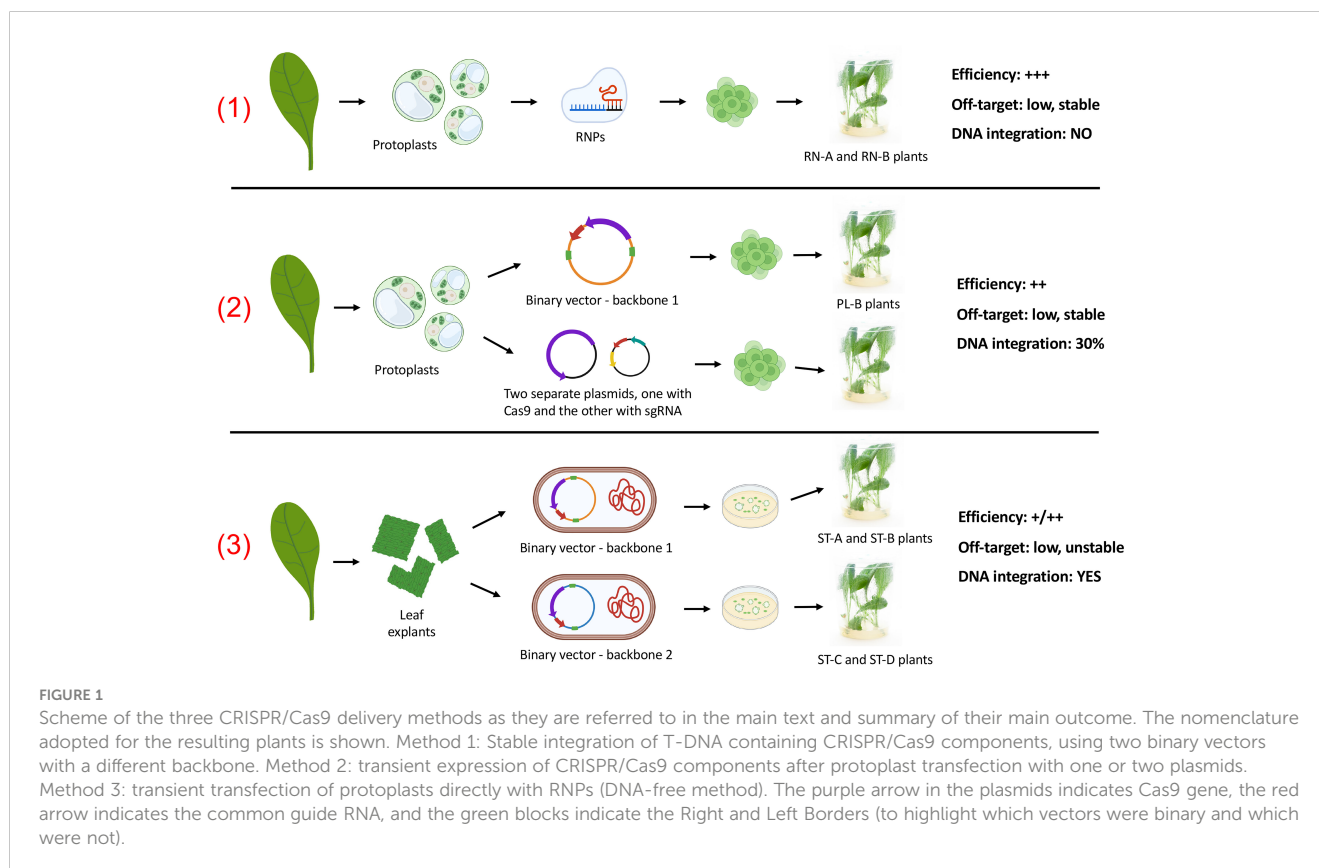 (1)
Protoplasts
RNPs
RN-A and RN-B plants
Efficiency: +++
Off-target: low, stable
DNA integration: NO
(2)
Protoplasts
Binary vector - backbone 1
PL-B plants
Two separate plasmids, one with
Cas9 and the other with sgRNA
Efficiency: ++
Off-target: low, stable
DNA integration: 30%
(3)
Leaf
explants
Binary vector - backbone 1
ST-A and ST-B plants
Binary vector - backbone 2
ST-C and ST-D plants
Efficiency: +/++
Off-target: low, unstable
DNA integration: YES
FIGURE 1
Scheme of the three CRISPR/Cas9 delivery methods as they are referred to in the main text and summary of their main outcome. The nomenclature
adopted for the resulting plants is shown. Method 1: Stable integration of T-DNA containing CRISPR/Cas9 components, using two binary vectors
with a different backbone. Method 2: transient expression of CRISPR/Cas9 components after protoplast transfection with one or two plasmids.
Method 3: transient transfection of protoplasts directly with RNPs (DNA-free method). The purple arrow in the plasmids indicates Cas9 gene, the red
arrow indicates the common guide RNA, and the green blocks indicate the Right and Left Borders (to highlight which vectors were binary and which
were not).